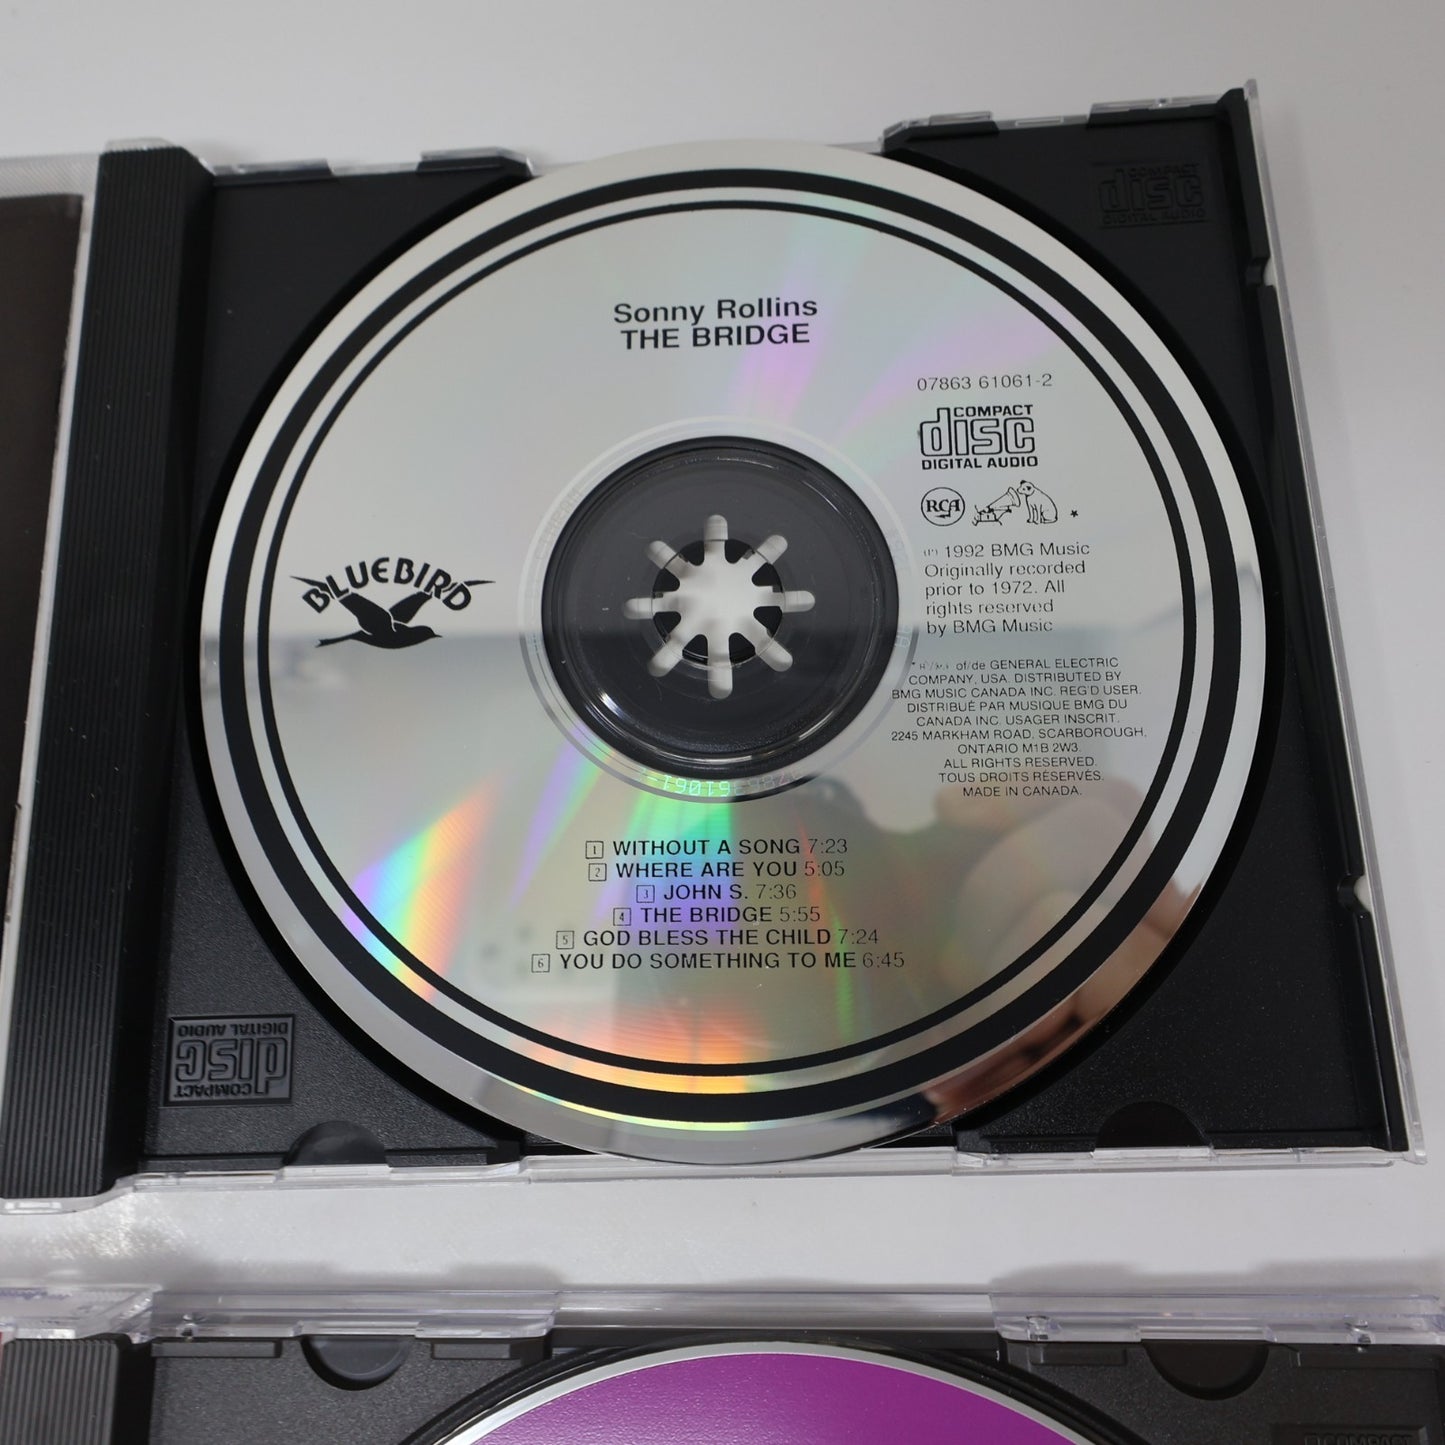 Sonny Rollins
THE BRIDGE
07863 61061-2
COMPACT
disc
DIGITAL AUDIO
RCA
BLUEBIRD
(P) 1992 BMG Music
Originally recorded
prior to 1972. All
rights reserved
by BMG Music
of/de GENERAL ELECTRIC
COMPANY, USA. DISTRIBUTED BY
BMG MUSIC CANADA INC. REG'D USER.
DISTRIBUÉ PAR MUSIQUE BMG DU
CANADA INC. USAGER INSCRIT.
2245 MARKHAM ROAD, SCARBOROUGH,
ONTARIO M1B 2W3.
ALL RIGHTS RESERVED.
TOUS DROITS RÉSERVÉS.
MADE IN CANADA.
1 WITHOUT A SONG 7:23
2 WHERE ARE YOU 5:05
3 JOHN S. 7:36
4 THE BRIDGE 5:55
5 GOD BLESS THE CHILD 7:24
6 YOU DO SOMETHING TO ME 6:45
COMPACT
disc
DIGITAL AUDIO
COMPACT
disc
DIGITAL AUDIO
COMPACT